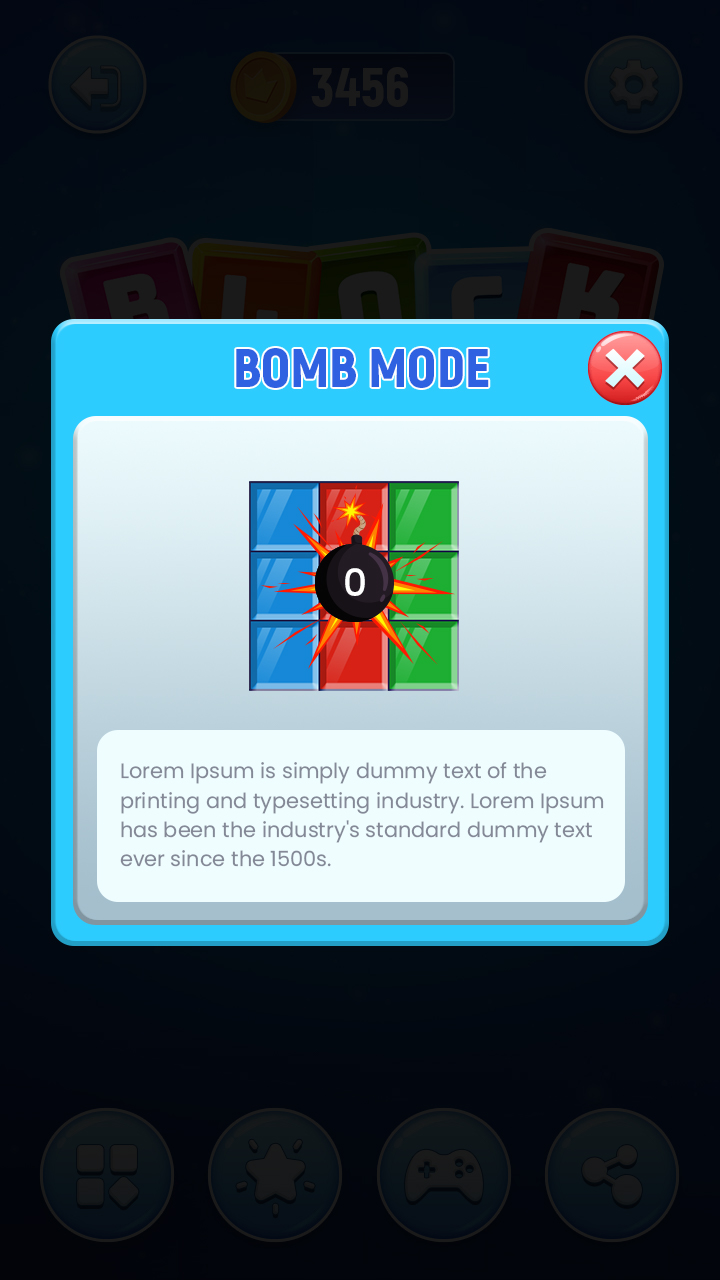 3456
BLOCK
BOMB MODE
0
Lorem Ipsum is simply dummy text of the
printing and typesetting industry. Lorem Ipsum
has been the industry's standard dummy text
ever since the 1500s.